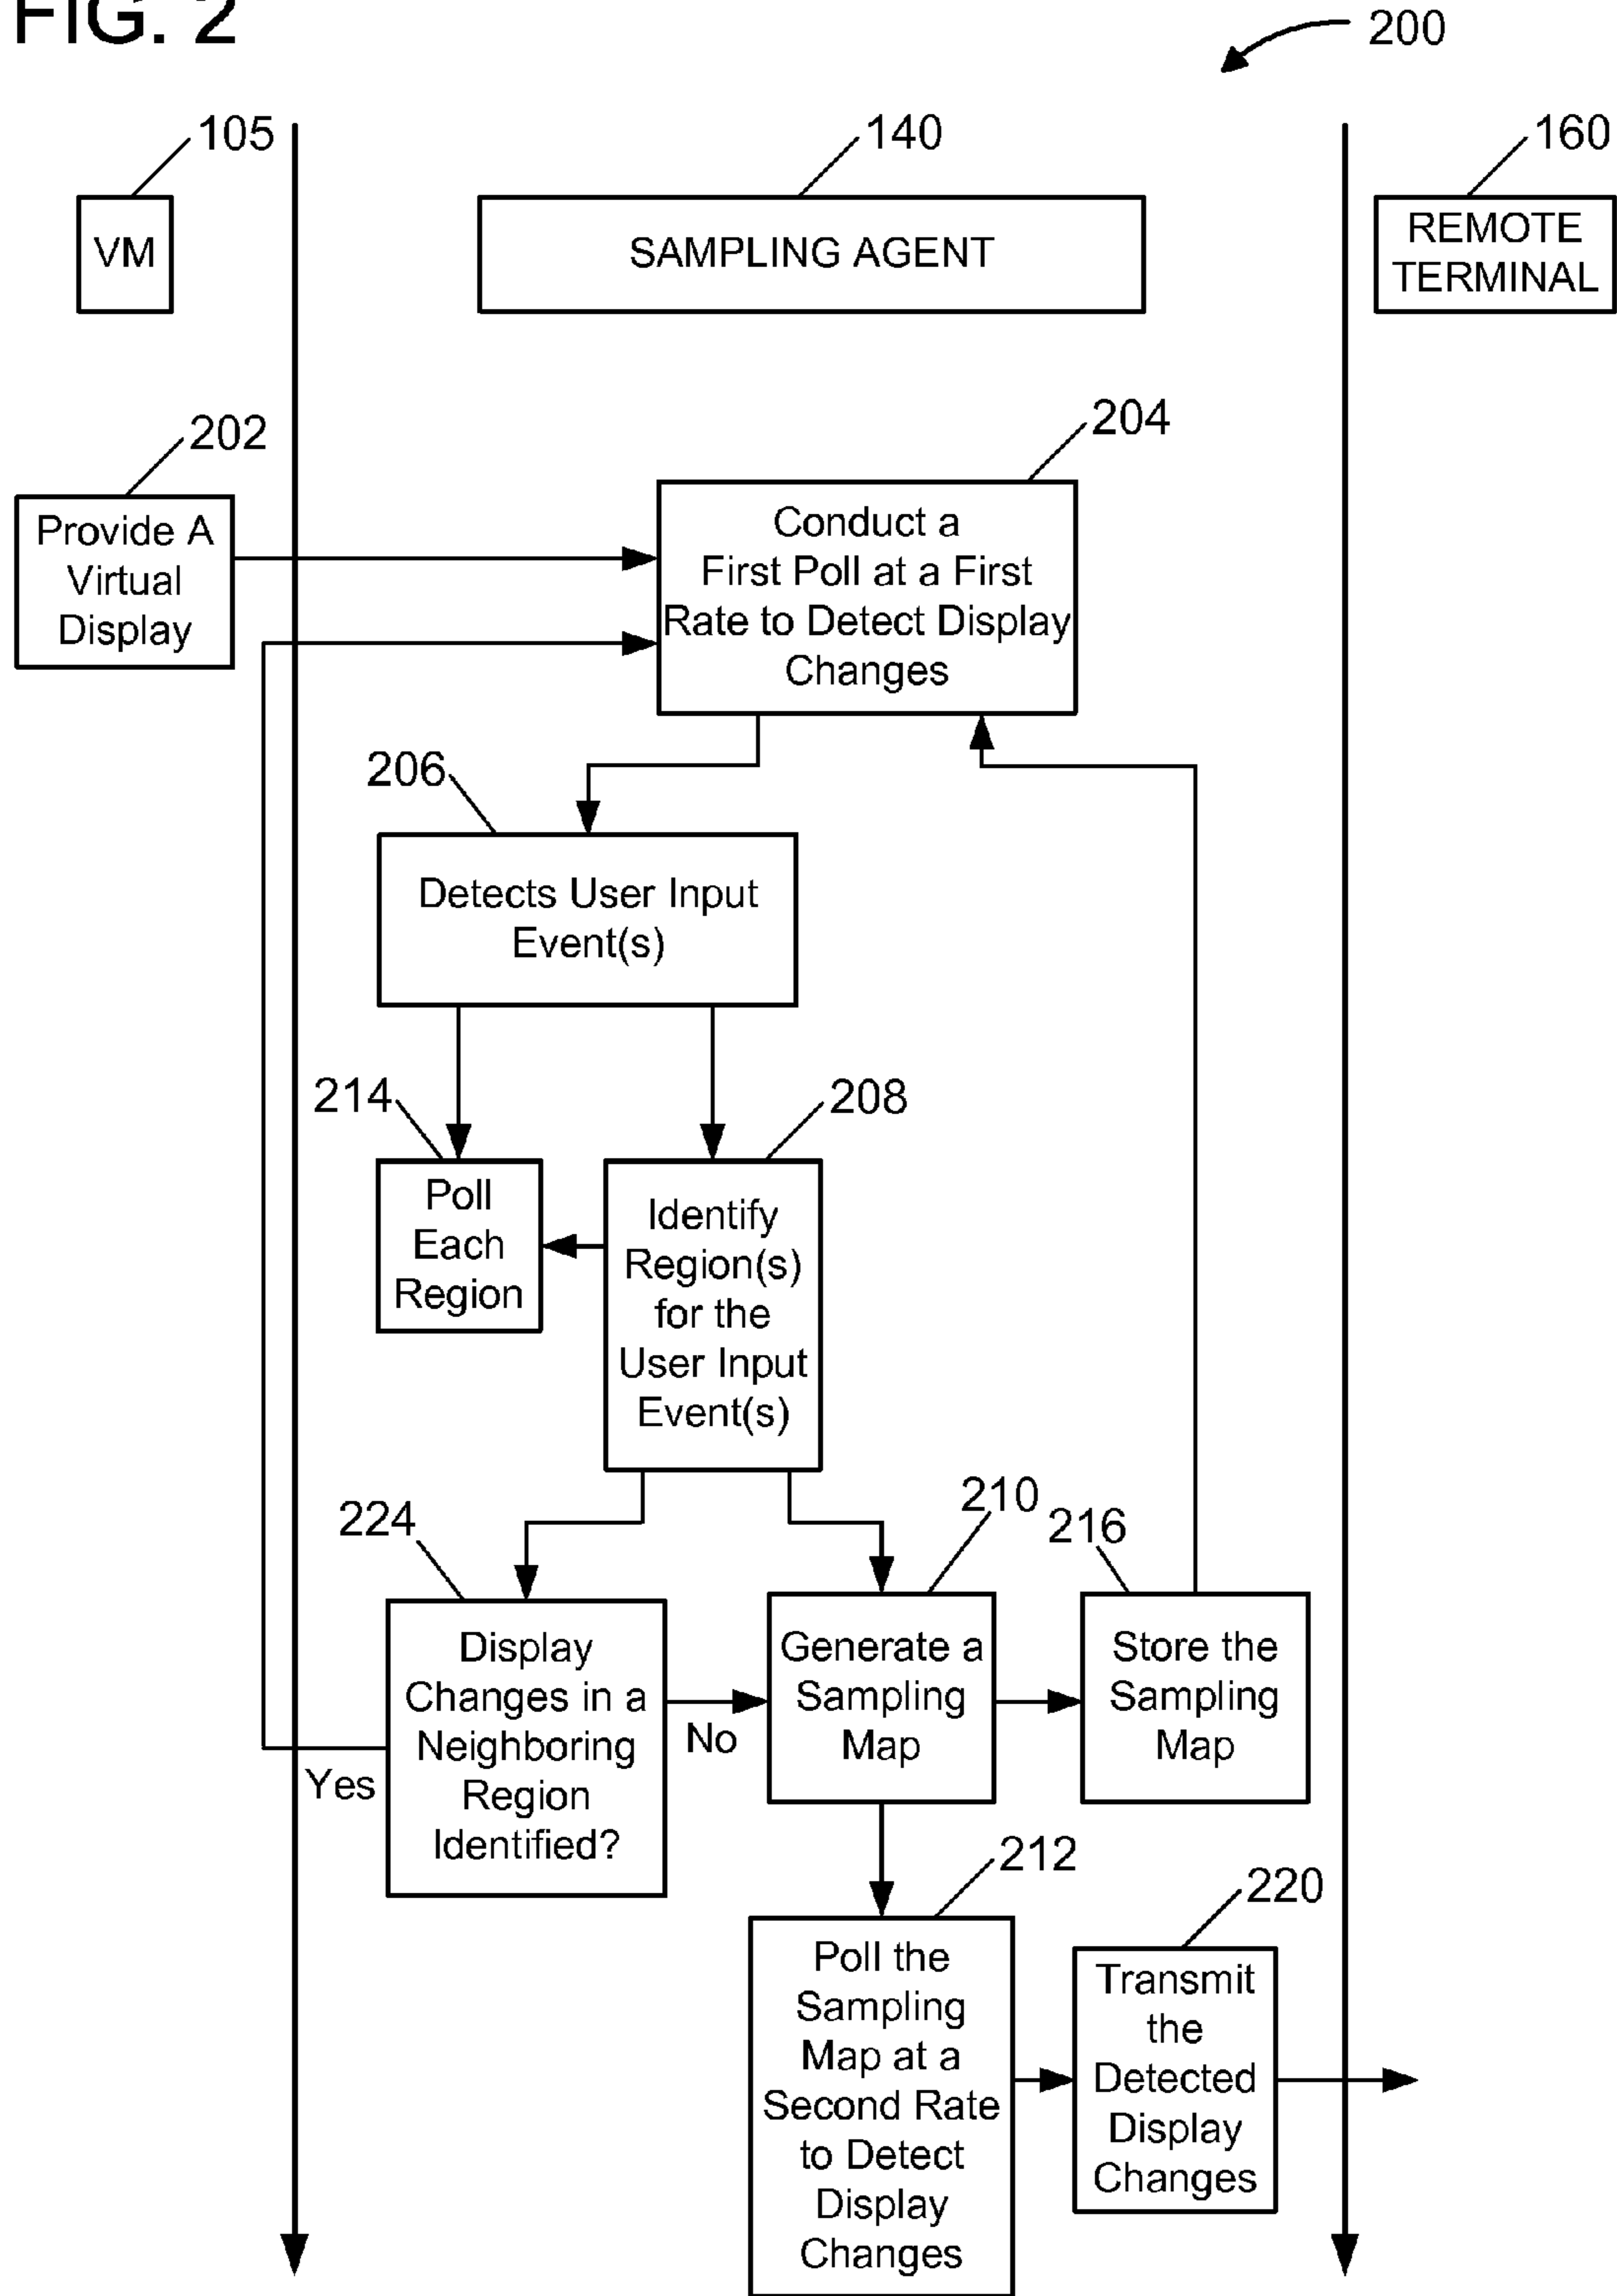 FIG. 2
200
105
140
160
VM
SAMPLING AGENT
REMOTE
TERMINAL
202
204
Provide A
Virtual
Display
Conduct a
First Poll at a First
Rate to Detect Display
Changes
206
Detects User Input
Event(s)
214
208
Poll
Each
Region
Identify
Region(s)
for the
User Input
Event(s)
224
210
216
Display
Changes in a
Neighboring
Region
Identified?
Yes
No
Generate a
Sampling
Map
Store the
Sampling
Map
212
220
Poll the
Sampling
Map at a
Second Rate
to Detect
Display
Changes
Transmit
the
Detected
Display
Changes